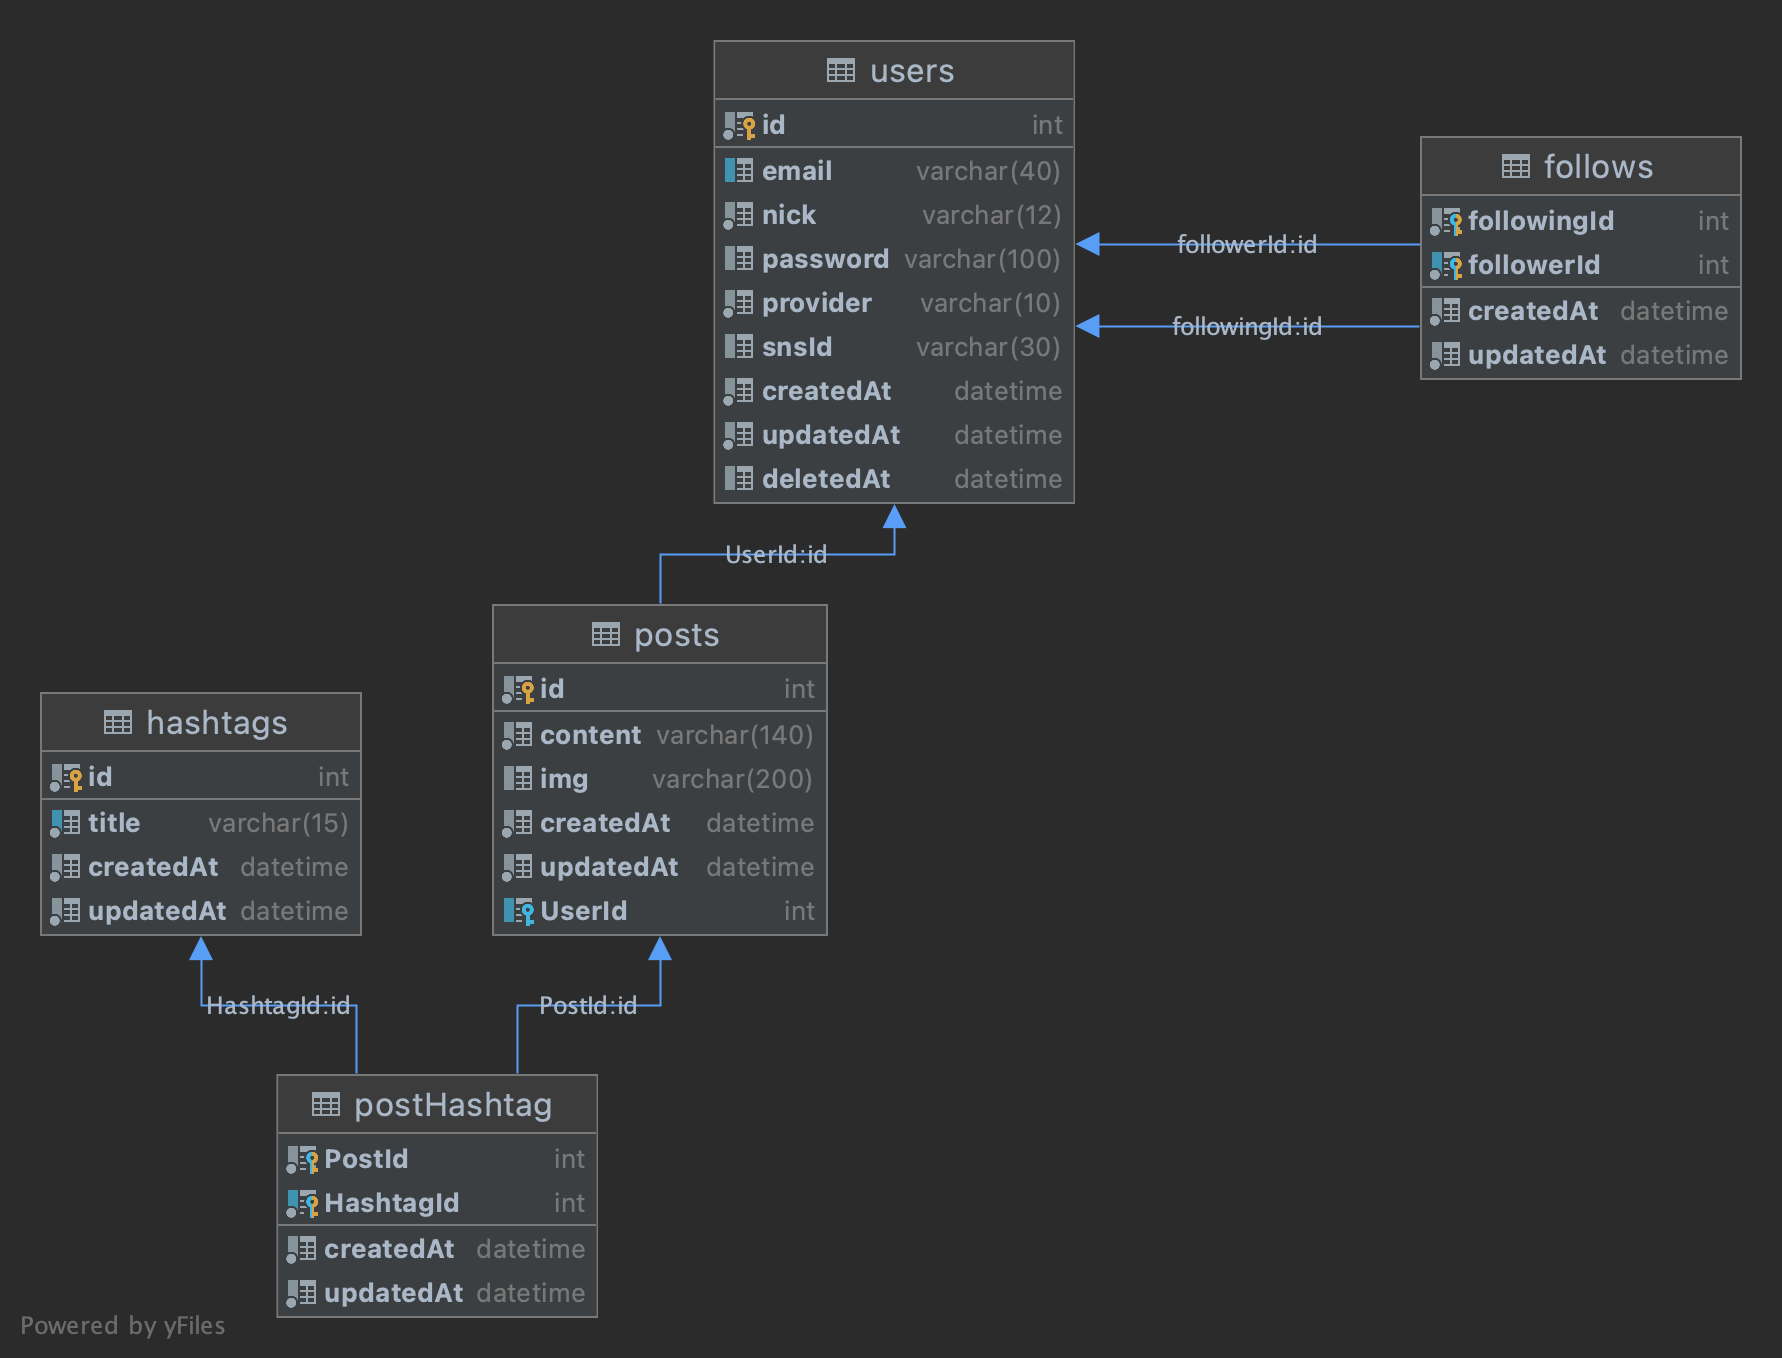 users
id int
email varchar(40)
nick varchar(12)
password varchar(100)
provider varchar(10)
snsId varchar(30)
createdAt datetime
updatedAt datetime
deletedAt datetime
follows
followingId int
followerId int
createdAt datetime
updatedAt datetime
followerId:id
followingId:id
UserId:id
posts
id int
content varchar(140)
img varchar(200)
createdAt datetime
updatedAt datetime
UserId int
hashtags
id int
title varchar(15)
createdAt datetime
updatedAt datetime
HashtagId:id
PostId:id
postHashtag
PostId int
HashtagId int
createdAt datetime
updatedAt datetime
Powered by yFiles